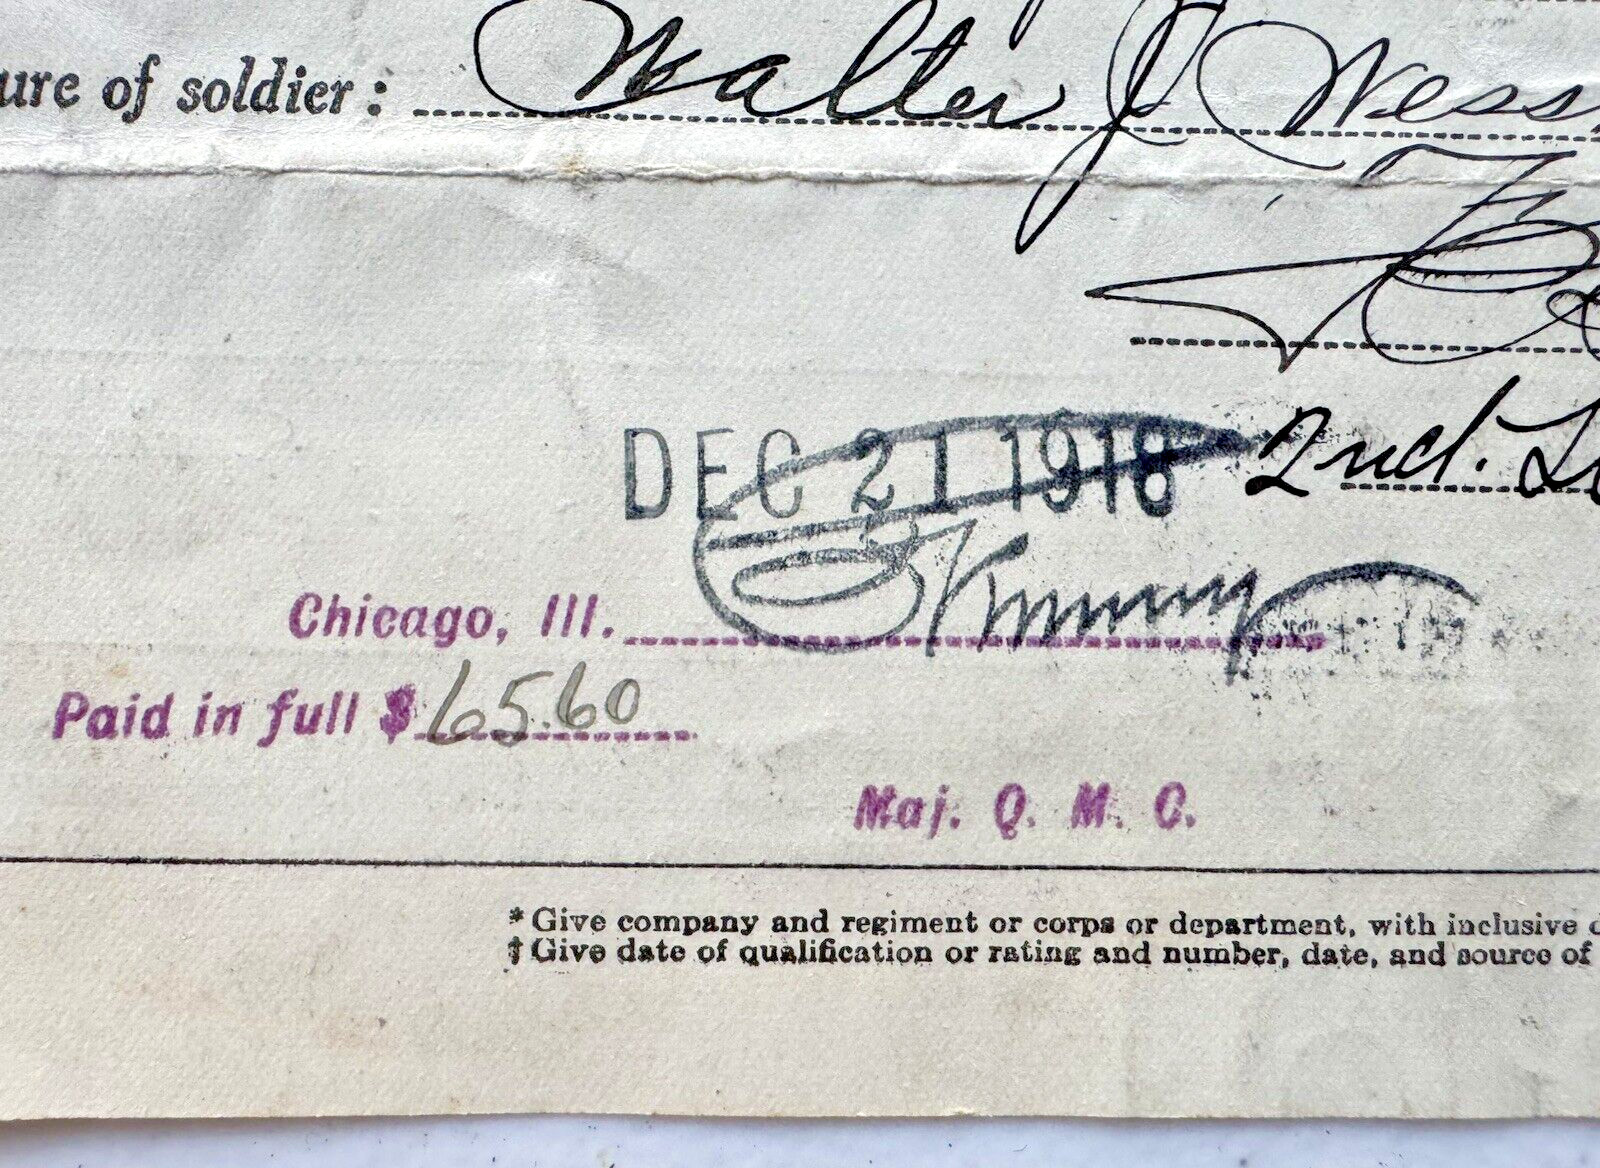 ure of soldier: Walter J. Wess
DEC 21 1918
2nd. L
Chicago, Ill.
Paid in full $ 65.60
Maj. Q. M. C.
* Give company and regiment or corps or department, with inclusive d
† Give date of qualification or rating and number, date, and source of